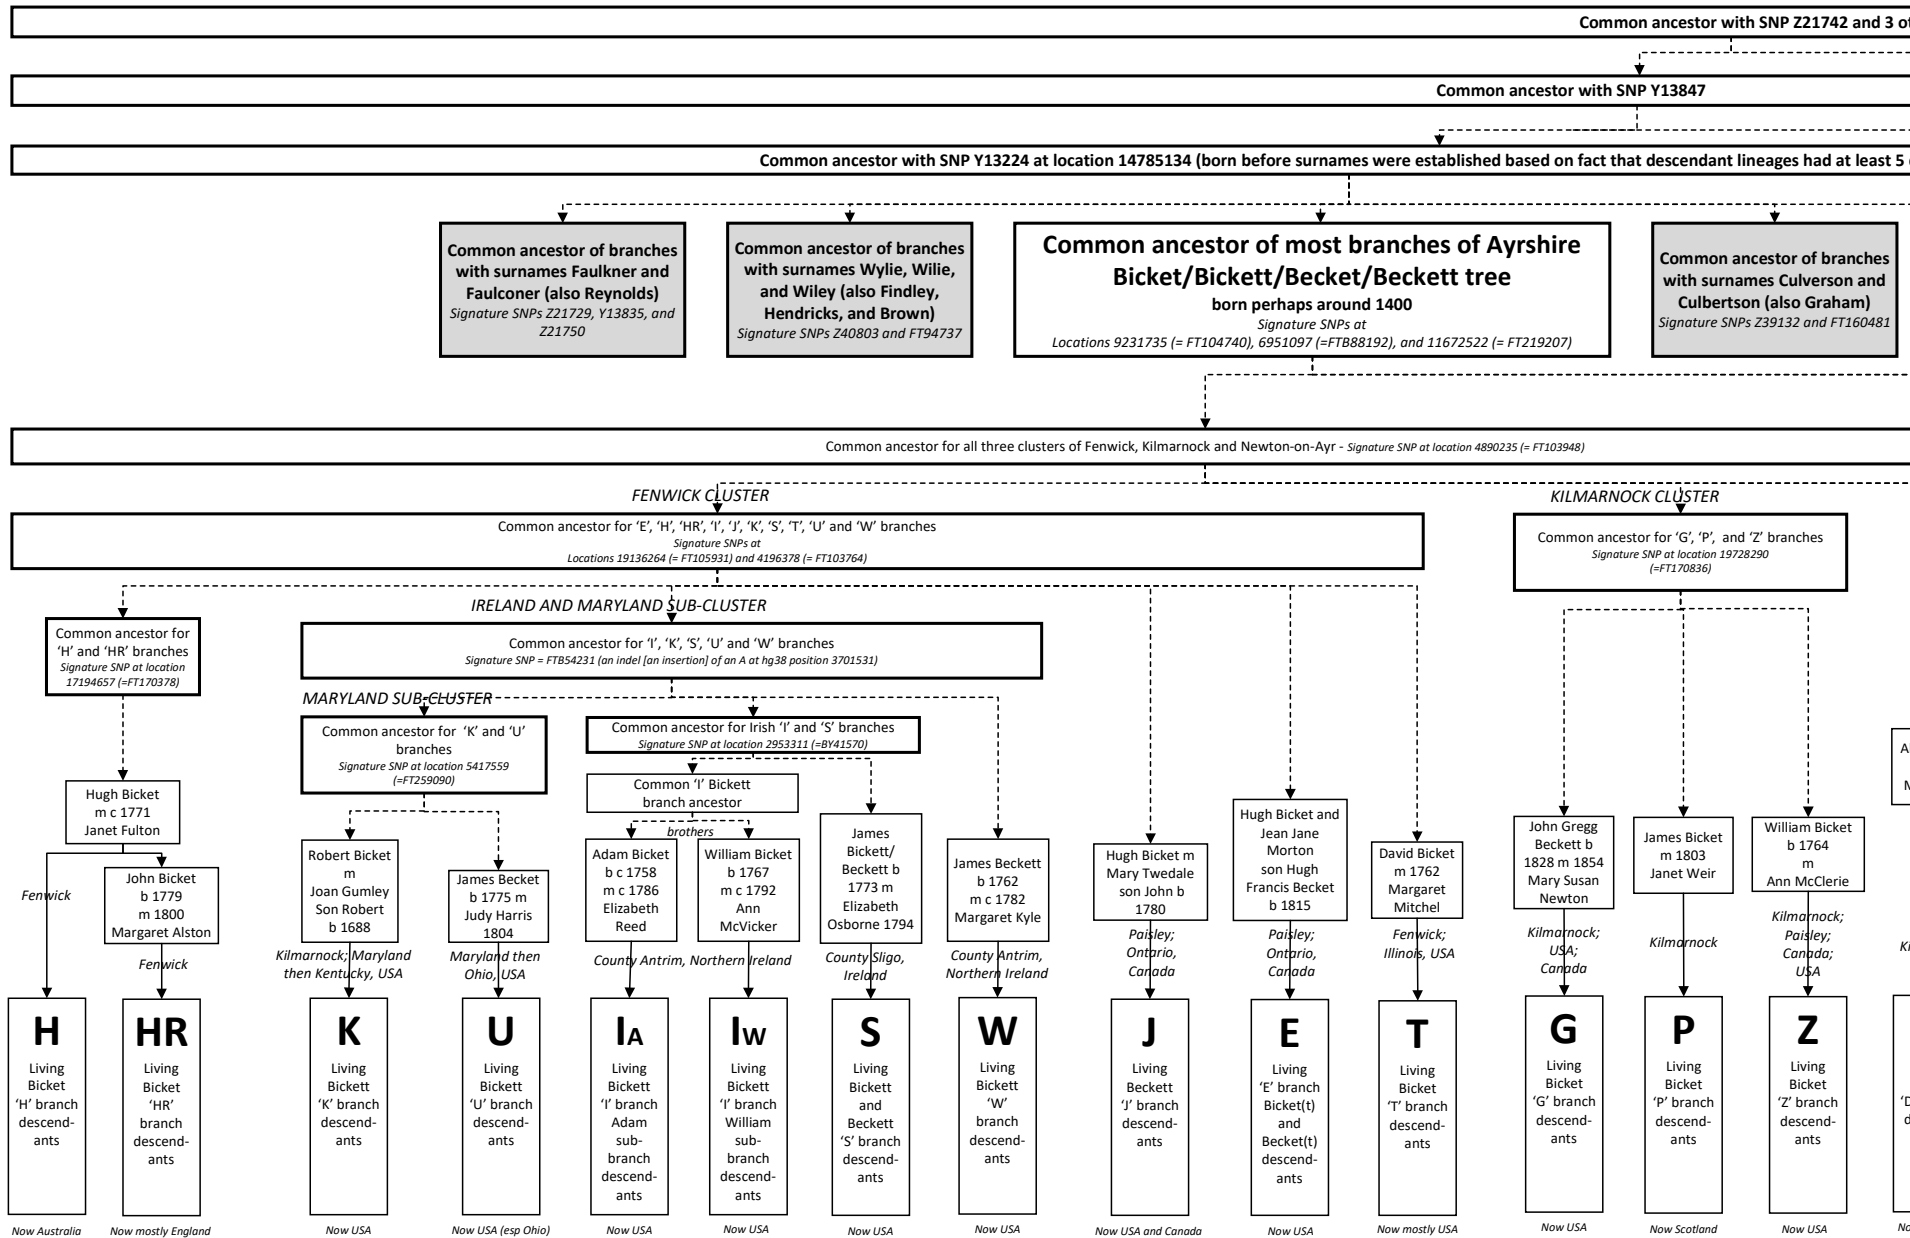 Common ancestor with SNP Z21742 and 3 of
Common ancestor with SNP Y13847
Common ancestor with SNP Y13224 at location 14785134 (born before surnames were established based on fact that descendant lineages had at least 5
Common ancestor of branches
with surnames Faulkner and
Faulconer (also Reynolds)
Signature SNPs Z21729, Y13835, and
Z21750
Common ancestor of branches
with surnames Wylie, Wilie,
and Wiley (also Findley,
Hendricks, and Brown)
Signature SNPs Z40803 and FT94737
Common ancestor of most branches of Ayrshire
Bicket/Bickett/Becket/Beckett tree
born perhaps around 1400
Signature SNPs at
Locations 9231735 (= FT104740), 6951097 (=FTB88192), and 11672522 (= FT219207)
Common ancestor of branches
with surnames Culverson and
Culbertson (also Graham)
Signature SNPs Z39132 and FT160481
Common ancestor for all three clusters of Fenwick, Kilmarnock and Newton-on-Ayr - Signature SNP at location 4890235 (= FT103948)
FENWICK CLUSTER
Common ancestor for ‘E’, ‘H’, ‘HR’, ‘I’, ‘J’, ‘K’, ‘S’, ‘T’, ‘U’ and ‘W’ branches
Signature SNPs at
Locations 19136264 (= FT105931) and 4196378 (= FT103764)
KILMARNOCK CLUSTER
Common ancestor for ‘G’, ‘P’, and ‘Z’ branches
Signature SNP at location 19728290
(=FT170836)
Common ancestor for
‘H’ and ‘HR’ branches
Signature SNP at location
17194657 (=FT170378)
IRELAND AND MARYLAND SUB-CLUSTER
Common ancestor for ‘I’, ‘K’, ‘S’, ‘U’ and ‘W’ branches
Signature SNP = FTB54231 (an indel [an insertion] of an A at hg38 position 3701531)
MARYLAND SUB-CLUSTER
Common ancestor for ‘K’ and ‘U’
branches
Signature SNP at location 5417559
(=FT259090)
Common ancestor for Irish ‘I’ and ‘S’ branches
Signature SNP at location 2953311 (=BY41570)
Common ‘I’ Bickett
branch ancestor
brothers
Hugh Bicket
m c 1771
Janet Fulton
Fenwick
John Bicket
b 1779
m 1800
Margaret Alston
Fenwick
Robert Bicket
m
Joan Gumley
Son Robert
b 1688
Kilmarnock; Maryland
then Kentucky, USA
James Becket
b 1775 m
Judy Harris
1804
Maryland then
Ohio, USA
Adam Bicket
b c 1758
m c 1786
Elizabeth
Reed
William Bicket
b 1767
m c 1792
Ann
McVicker
County Antrim, Northern Ireland
James
Bickett/
Beckett b
1773 m
Elizabeth
Osborne 1794
County Sligo,
Ireland
James Beckett
b 1762
m c 1782
Margaret Kyle
County Antrim,
Northern Ireland
Hugh Bicket m
Mary Twedale
son John b
1780
Paisley;
Ontario,
Canada
Hugh Bicket and
Jean Jane
Morton
son Hugh
Francis Becket
b 1815
Paisley;
Ontario,
Canada
David Bicket
m 1762
Margaret
Mitchel
Fenwick;
Illinois, USA
John Gregg
Beckett b
1828 m 1854
Mary Susan
Newton
Kilmarnock;
USA;
Canada
James Bicket
m 1803
Janet Weir
Kilmarnock
William Bicket
b 1764
m
Ann McClerie
Kilmarnock;
Paisley;
Canada;
USA
H
Living
Bicket
‘H’ branch
descend-
ants
Now Australia
HR
Living
Bicket
‘HR’
branch
descend-
ants
Now mostly England
K
Living
Bickett
‘K’ branch
descend-
ants
Now USA
U
Living
Bickett
‘U’ branch
descend-
ants
Now USA (esp Ohio)
IA
Living
Bickett
‘I’ branch
Adam
sub-
branch
descend-
ants
Now USA
IW
Living
Bickett
‘I’ branch
William
sub-
branch
descend-
ants
Now USA
S
Living
Bickett
and
Beckett
‘S’ branch
descend-
ants
Now USA
W
Living
Bickett
‘W’
branch
descend-
ants
Now USA
J
Living
Beckett
‘J’ branch
descend-
ants
Now USA and Canada
E
Living
‘E’ branch
Bicket(t)
and
Becket(t)
descend-
ants
Now USA
T
Living
Bicket
‘T’ branch
descend-
ants
Now mostly USA
G
Living
Bicket
‘G’ branch
descend-
ants
Now USA
P
Living
Bicket
‘P’ branch
descend-
ants
Now Scotland
Z
Living
Bicket
‘Z’ branch
descend-
ants
Now USA